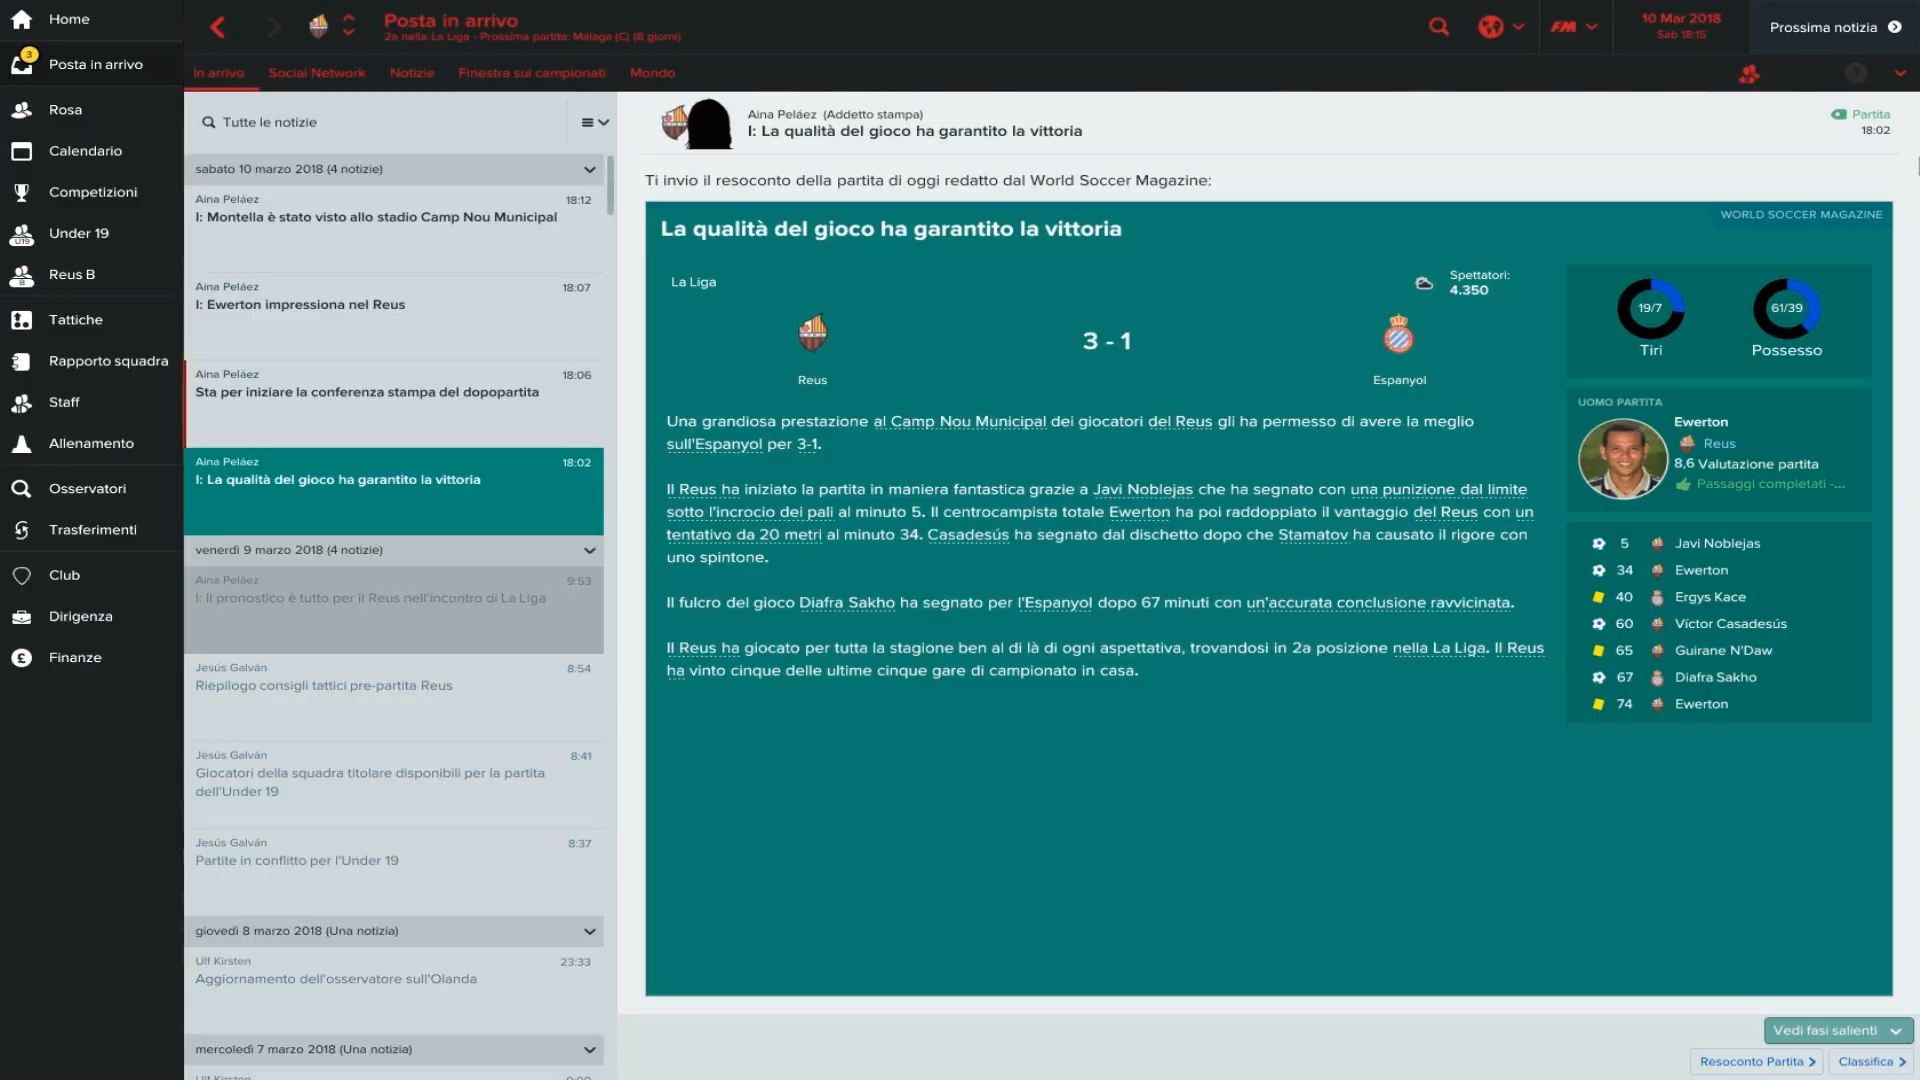 Home
Posta in arrivo
3
Rosa
Calendario
Competizioni
Under 19
U19
Reus B
B
Tattiche
Rapporto squadra
Staff
Allenamento
Osservatori
Trasferimenti
Club
Dirigenza
Finanze
Posta in arrivo
2a nella La Liga - Prossima partita: Málaga (C) (8 giorni)
FM
10 Mar 2018
Sab 18:15
Prossima notizia
In arrivo
Social Network
Notizie
Finestra sui campionati
Mondo
?
Tutte le notizie
sabato 10 marzo 2018 (4 notizie)
Aina Peláez 18:12
I: Montella è stato visto allo stadio Camp Nou Municipal
Aina Peláez 18:07
I: Ewerton impressiona nel Reus
Aina Peláez 18:06
Sta per iniziare la conferenza stampa del dopopartita
Aina Peláez 18:02
I: La qualità del gioco ha garantito la vittoria
venerdì 9 marzo 2018 (4 notizie)
Aina Peláez 9:53
I: Il pronostico è tutto per il Reus nell'incontro di La Liga
Jesús Galván 8:54
Riepilogo consigli tattici pre-partita Reus
Jesús Galván 8:41
Giocatori della squadra titolare disponibili per la partita
dell'Under 19
Jesús Galván 8:37
Partite in conflitto per l'Under 19
giovedì 8 marzo 2018 (Una notizia)
Ulf Kirsten 23:33
Aggiornamento dell'osservatore sull'Olanda
mercoledì 7 marzo 2018 (Una notizia)
Aina Peláez (Addetto stampa)
I: La qualità del gioco ha garantito la vittoria
Partita
18:02
Ti invio il resoconto della partita di oggi redatto dal World Soccer Magazine:
WORLD SOCCER MAGAZINE
La qualità del gioco ha garantito la vittoria
La Liga
Spettatori:
4.350
3 - 1
Reus
Espanyol
Una grandiosa prestazione al Camp Nou Municipal dei giocatori del Reus gli ha permesso di avere la meglio
sull'Espanyol per 3-1.
Il Reus ha iniziato la partita in maniera fantastica grazie a Javi Noblejas che ha segnato con una punizione dal limite
sotto l'incrocio dei pali al minuto 5. Il centrocampista totale Ewerton ha poi raddoppiato il vantaggio del Reus con un
tentativo da 20 metri al minuto 34. Casadesús ha segnato dal dischetto dopo che Stamatov ha causato il rigore con
uno spintone.
Il fulcro del gioco Diafra Sakho ha segnato per l'Espanyol dopo 67 minuti con un'accurata conclusione ravvicinata.
Il Reus ha giocato per tutta la stagione ben al di là di ogni aspettativa, trovandosi in 2a posizione nella La Liga. Il Reus
ha vinto cinque delle ultime cinque gare di campionato in casa.
19/7
Tiri
61/39
Possesso
UOMO PARTITA
Ewerton
Reus
8,6 Valutazione partita
Passaggi completati -...
5 Javi Noblejas
34 Ewerton
40 Ergys Kace
60 Víctor Casadesús
65 Guirane N'Daw
67 Diafra Sakho
74 Ewerton
Vedi fasi salienti
Resoconto Partita
Classifica